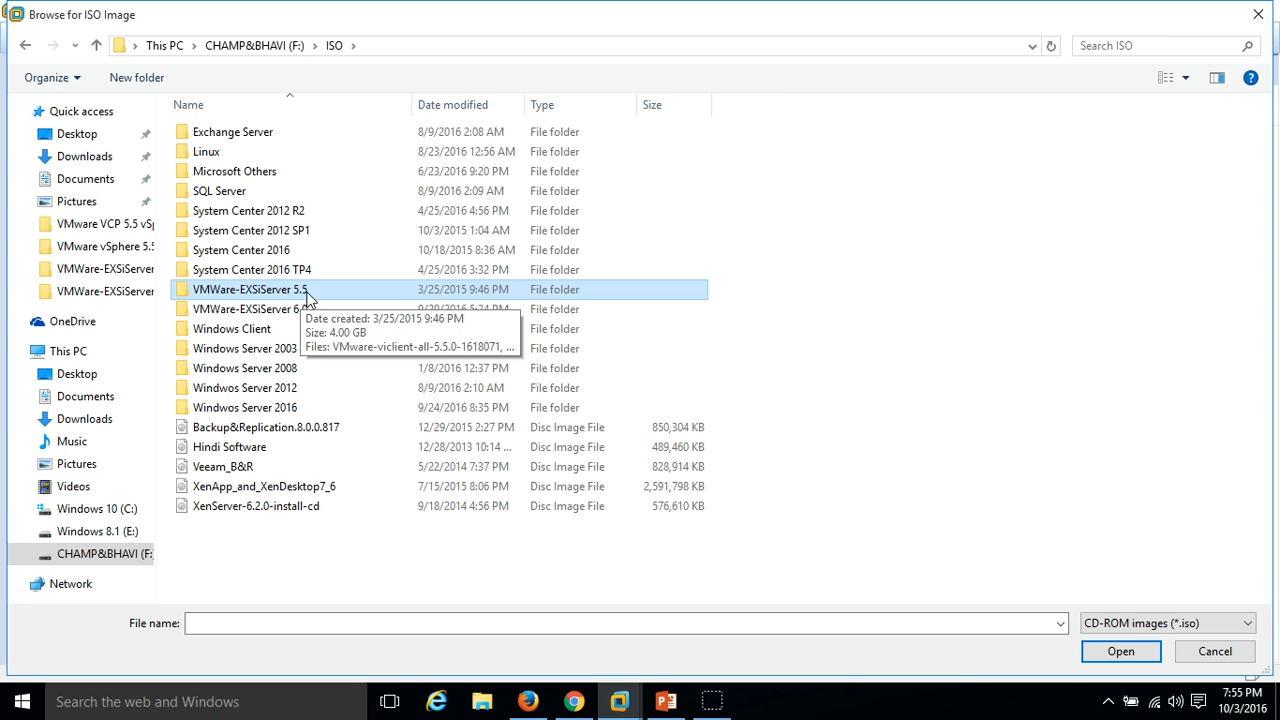 Browse for ISO Image
This PC > CHAMP&BHAVI (F:) > ISO >
Search ISO
Organize
New folder
Quick access
Desktop
Downloads
Documents
Pictures
VMware VCP 5.5 vSp
VMware vSphere 5.5
VMWare-EXSiServer
VMWare-EXSiServer
OneDrive
This PC
Desktop
Documents
Downloads
Music
Pictures
Videos
Windows 10 (C:)
Windows 8.1 (E:)
CHAMP&BHAVI (F:)
Network
Name Date modified Type Size
Exchange Server 8/9/2016 2:08 AM File folder
Linux 8/23/2016 12:56 AM File folder
Microsoft Others 6/23/2016 9:20 PM File folder
SQL Server 8/9/2016 2:09 AM File folder
System Center 2012 R2 4/25/2016 4:56 PM File folder
System Center 2012 SP1 10/3/2015 1:04 AM File folder
System Center 2016 10/18/2015 8:36 AM File folder
System Center 2016 TP4 4/25/2016 3:32 PM File folder
VMWare-EXSiServer 5.5 3/25/2015 9:46 PM File folder
VMWare-EXSiServer 6 9/29/2016 5:24 PM File folder
Date created: 3/25/2015 9:46 PM
Size: 4.00 GB
Files: VMware-viclient-all-5.5.0-1618071, ...
Windows Client File folder
Windows Server 2003 File folder
Windows Server 2008 1/8/2016 12:37 PM File folder
Windwos Server 2012 8/9/2016 2:10 AM File folder
Windwos Server 2016 9/24/2016 8:35 PM File folder
Backup&Replication.8.0.0.817 12/29/2015 2:27 PM Disc Image File 850,304 KB
Hindi Software 12/28/2013 10:14 ... Disc Image File 489,460 KB
Veeam_B&R 5/22/2014 7:37 PM Disc Image File 828,914 KB
XenApp_and_XenDesktop7_6 7/15/2015 8:06 PM Disc Image File 2,591,798 KB
XenServer-6.2.0-install-cd 9/18/2014 4:56 PM Disc Image File 576,610 KB
File name:
CD-ROM images (*.iso)
Open
Cancel
Search the web and Windows
7:55 PM
10/3/2016